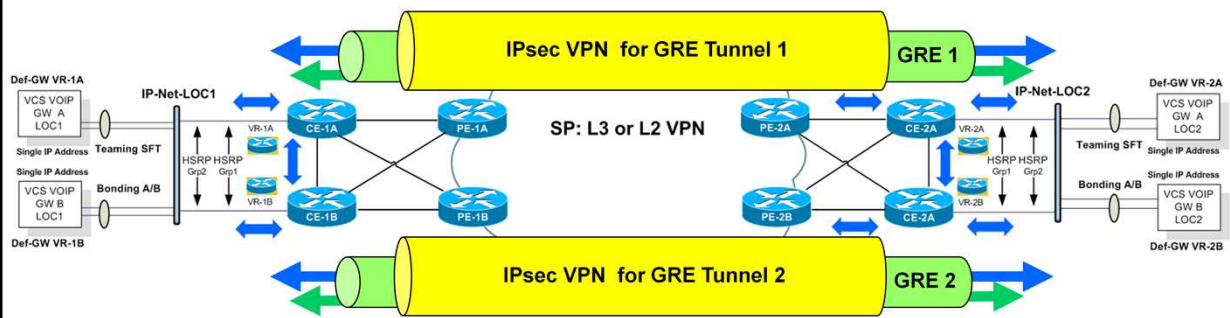 IPsec VPN for GRE Tunnel 1
GRE 1
Def-GW VR-1A
VCS VOIP
GW A
LOC1
Single IP Address
Teaming SFT
IP-Net-LOC1
HSRP
Grp2
HSRP
Grp1
VR-1A
CE-1A
PE-1A
SP: L3 or L2 VPN
PE-2A
CE-2A
VR-2A
IP-Net-LOC2
HSRP
Grp2
HSRP
Grp1
Teaming SFT
Def-GW VR-2A
VCS VOIP
GW A
LOC2
Single IP Address
Single IP Address
VCS VOIP
GW B
LOC1
Def-GW VR-1B
Bonding A/B
VR-1B
CE-1B
PE-1B
PE-2B
CE-2A
VR-2B
Bonding A/B
Single IP Address
VCS VOIP
GW B
LOC2
Def-GW VR-2B
IPsec VPN for GRE Tunnel 2
GRE 2